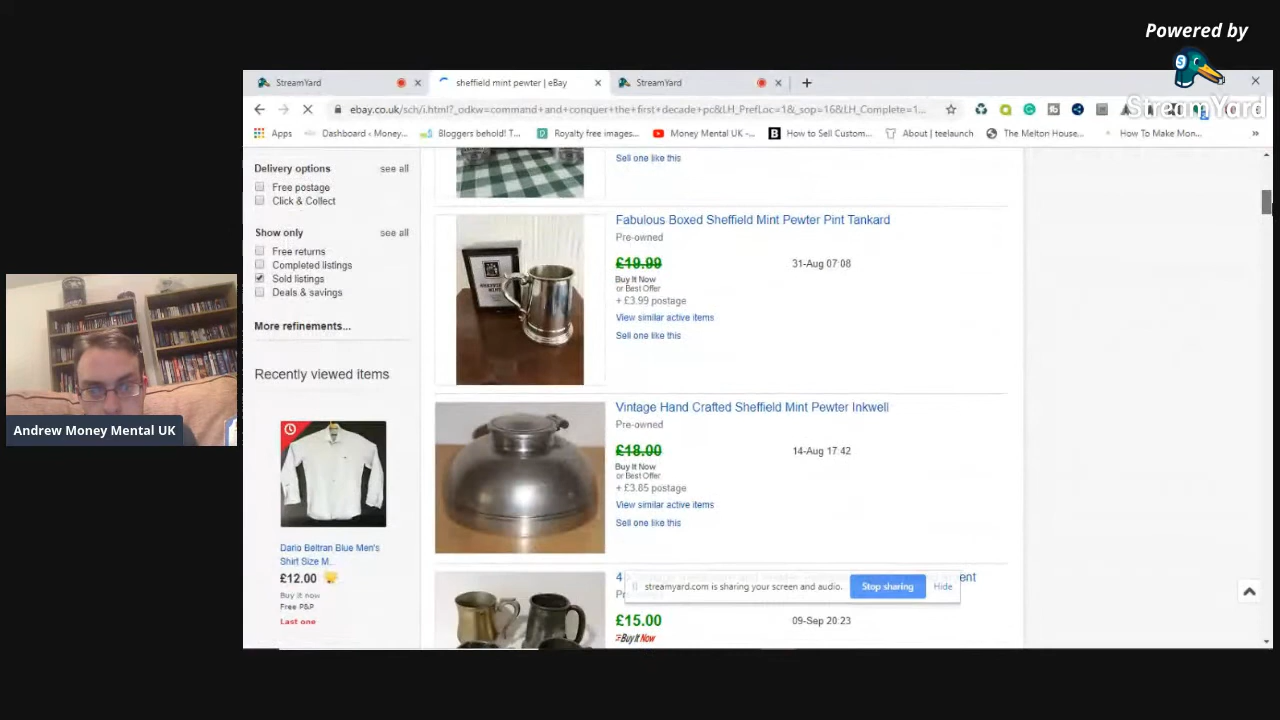 Powered by
StreamYard
StreamYard
sheffield mint pewter | eBay
StreamYard
ebay.co.uk/sch/i.html?_odkw=command+and+conquer+the+first+decade+pc&LH_PrefLoc=1&_sop=16&LH_Complete=1...
Apps
Dashboard ‹ Money...
Bloggers behold! T...
Royalty free images...
Money Mental UK -...
How to Sell Custom...
About | teelaunch
The Melton House...
How To Make Mon...
»
Delivery options see all
Free postage
Click & Collect
Show only see all
Free returns
Completed listings
Sold listings
Deals & savings
More refinements...
Recently viewed items
Dario Beltran Blue Men's
Shirt Size M..
£12.00
Buy it now
Free P&P
Last one
Sell one like this
Fabulous Boxed Sheffield Mint Pewter Pint Tankard
Pre-owned
£19.99 31-Aug 07:08
Buy It Now
or Best Offer
+ £3.99 postage
View similar active items
Sell one like this
Vintage Hand Crafted Sheffield Mint Pewter Inkwell
Pre-owned
£18.00 14-Aug 17:42
Buy It Now
or Best Offer
+ £3.85 postage
View similar active items
Sell one like this
4
streamyard.com is sharing your screen and audio. Stop sharing Hide
£15.00 09-Sep 20:23
Buy It Now
Andrew Money Mental UK